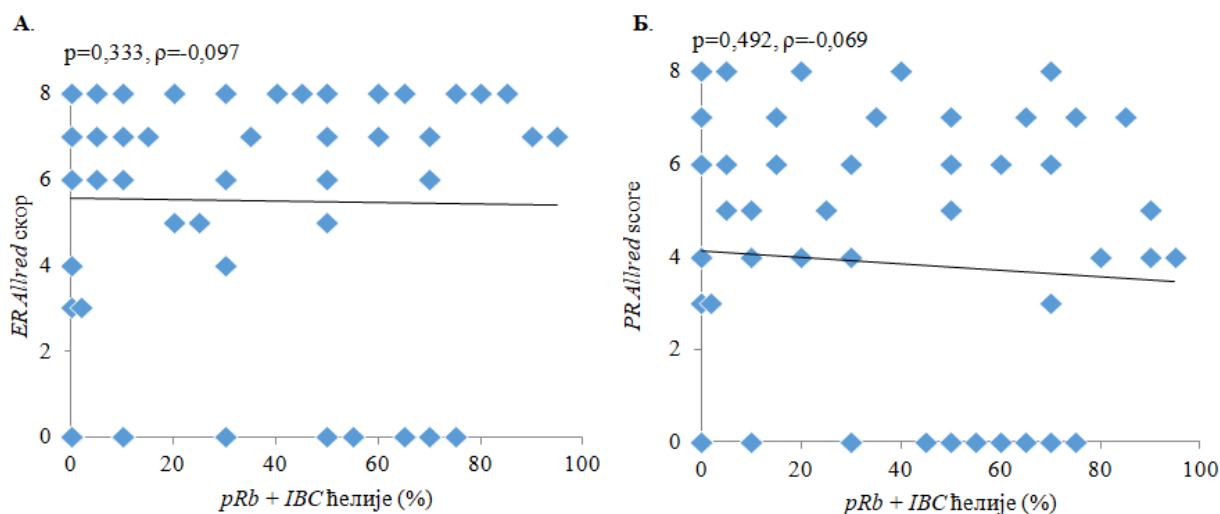 А.
p=0,333, ρ=-0,097
8
6
4
2
0
0 20 40 60 80 100
ER Allred скор
pRb + IBC ћелије (%)
Б.
p=0,492, ρ=-0,069
8
6
4
2
0
0 20 40 60 80 100
PR Allred score
pRb + IBC ћелије (%)